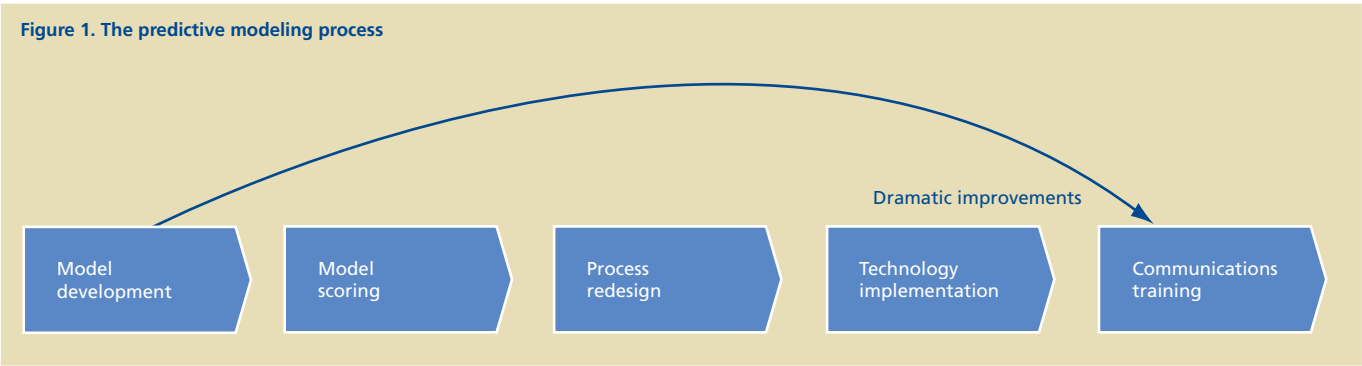 Figure 1. The predictive modeling process
Dramatic improvements
Model
development
Model
scoring
Process
redesign
Technology
implementation
Communications
training